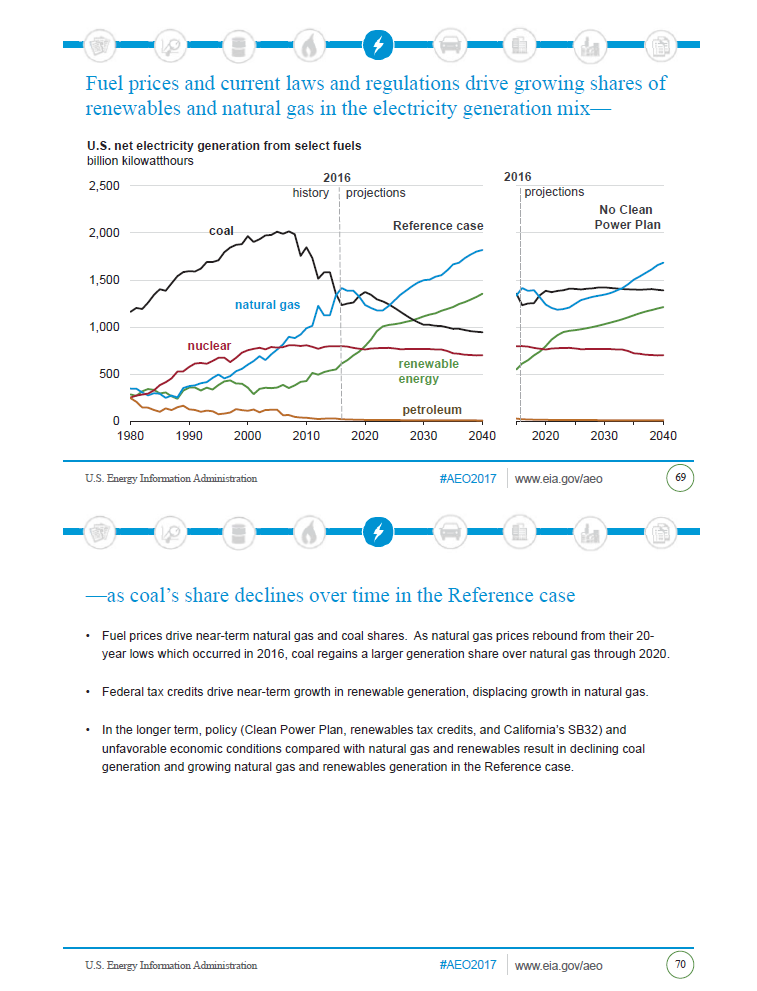 Fuel prices and current laws and regulations drive growing shares of
renewables and natural gas in the electricity generation mix—
U.S. net electricity generation from select fuels
billion kilowatthours
2016
history
projections
2016
projections
2,500
2,000
1,500
1,000
500
0
coal
Reference case
No Clean
Power Plan
natural gas
nuclear
renewable
energy
petroleum
1980 1990 2000 2010 2020 2030 2040
2020 2030 2040
U.S. Energy Information Administration
#AEO2017
www.eia.gov/aeo
69
—as coal's share declines over time in the Reference case
• Fuel prices drive near-term natural gas and coal shares. As natural gas prices rebound from their 20-
year lows which occurred in 2016, coal regains a larger generation share over natural gas through 2020.
• Federal tax credits drive near-term growth in renewable generation, displacing growth in natural gas.
• In the longer term, policy (Clean Power Plan, renewables tax credits, and California's SB32) and
unfavorable economic conditions compared with natural gas and renewables result in declining coal
generation and growing natural gas and renewables generation in the Reference case.
U.S. Energy Information Administration
#AEO2017
www.eia.gov/aeo
70